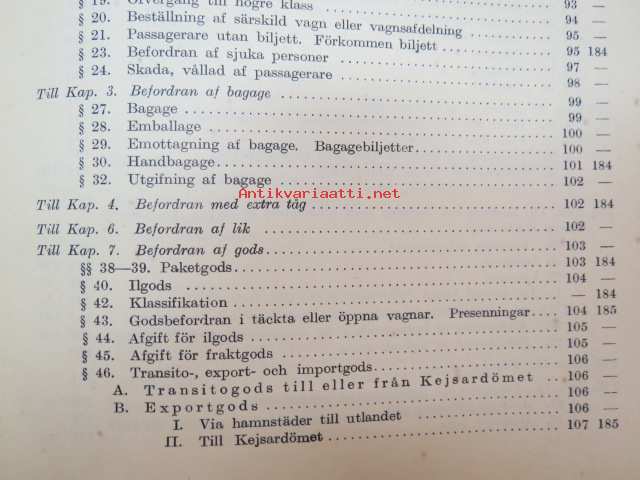 § 19. Öfvergång till högre klass 93 —
§ 20. Beställning af särskild vagn eller vagnsafdelning 94 —
§ 21. Passagerare utan biljett. Förkommen biljett 95 —
§ 23. Befordran af sjuka personer 95 184
§ 24. Skada, vållad af passagerare 97 —
98 —
Till Kap. 3. Befordran af bagage 99 —
§ 27. Bagage 99 —
§ 28. Emballage 100 —
§ 29. Emottagning af bagage. Bagagebiljetter 100 —
§ 30. Handbagage 101 184
§ 32. Utgifning af bagage 102 —
Antikvariaatti.net
Till Kap. 4. Befordran med extra tåg 102 184
Till Kap. 6. Befordran af lik 102 —
Till Kap. 7. Befordran af gods 103 —
§§ 38—39. Paketgods 103 184
§ 40. Ilgods 104 —
§ 42. Klassifikation — 184
§ 43. Godsbefordran i täckta eller öppna vagnar. Presenningar 104 185
§ 44. Afgift för ilgods 105 —
§ 45. Afgift för fraktgods 105 —
§ 46. Transito-, export- och importgods 106 —
A. Transitogods till eller från Kejsardömet 106 —
B. Exportgods 106 —
I. Via hamnstäder till utlandet 106 —
II. Till Kejsardömet 107 185